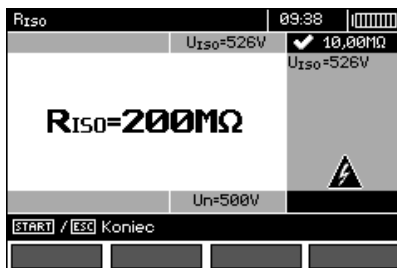 RISO 09:38
UISO=526V ✔ 10,00MΩ
UISO=526V
RISO=200MΩ
Un=500V
START / ESC Koniec